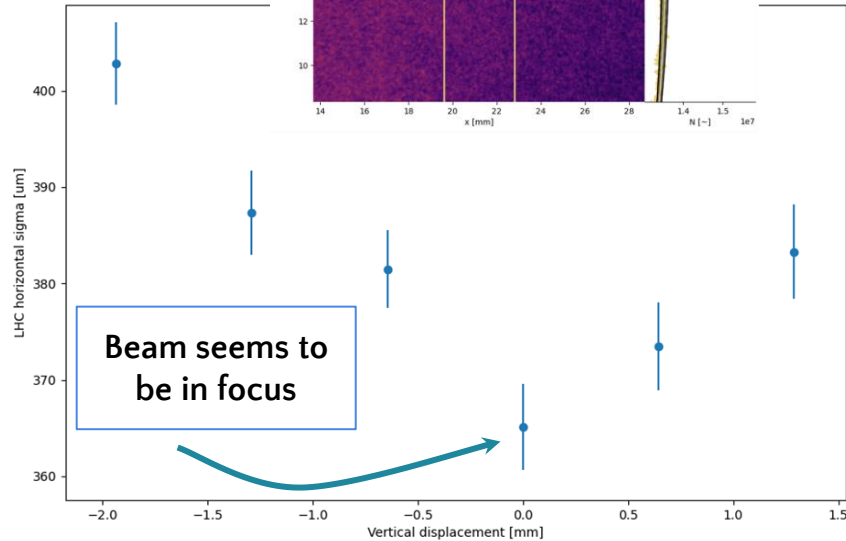 12
10
14 16 18 20 22 24 26 28
x [mm]
1.4 1.5
N [~] 1e7
LHC horizontal sigma [um]
400
390
380
370
360
Beam seems to
be in focus
−2.0 −1.5 −1.0 −0.5 0.0 0.5 1.0 1.5
Vertical displacement [mm]